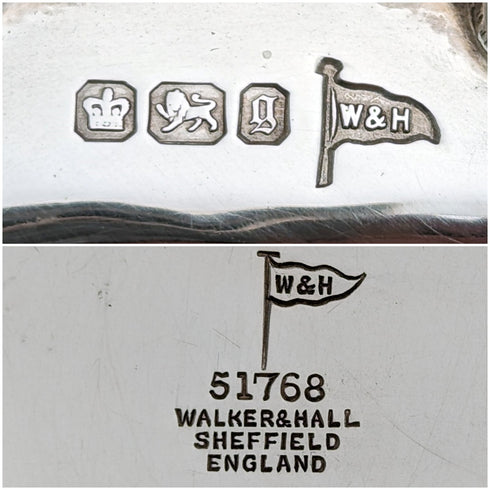 g W&H
W&H
51768
WALKER&HALL
SHEFFIELD
ENGLAND